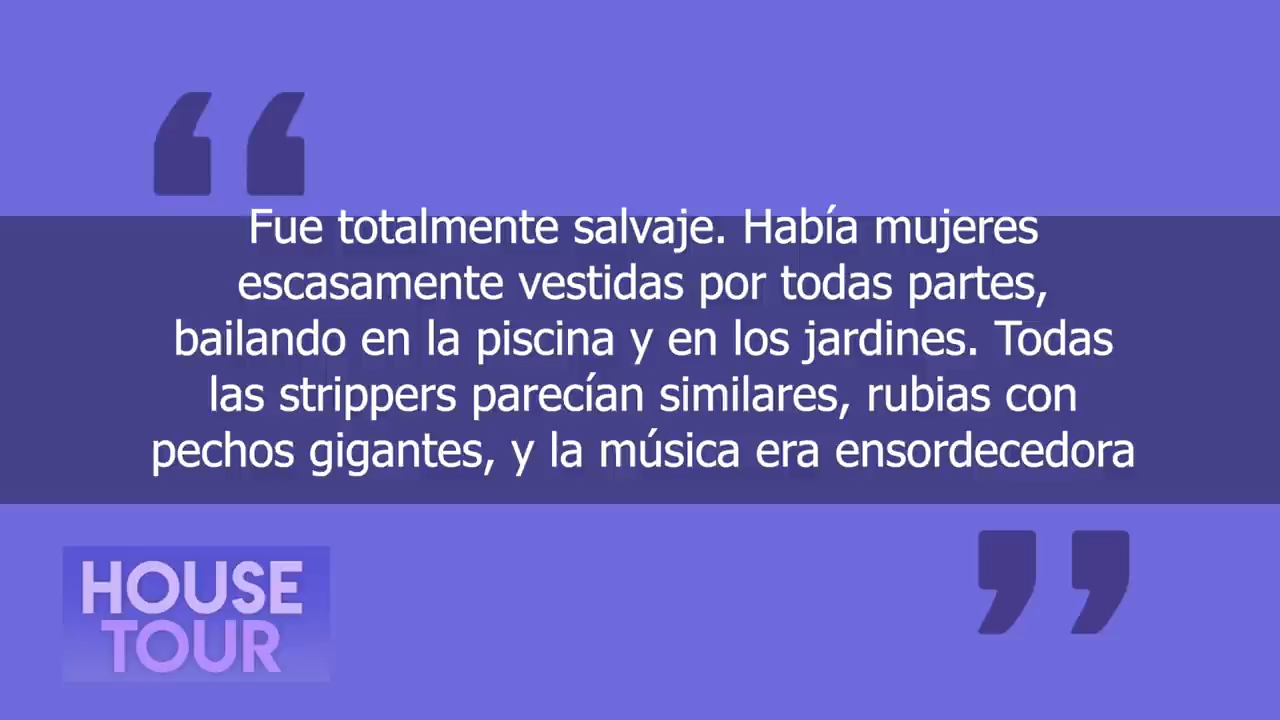 Fue totalmente salvaje. Había mujeres
escasamente vestidas por todas partes,
bailando en la piscina y en los jardines. Todas
las strippers parecían similares, rubias con
pechos gigantes, y la música era ensordecedora
HOUSE
TOUR